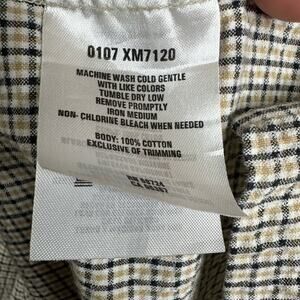 0107 XM7120
MACHINE WASH COLD GENTLE
WITH LIKE COLORS
TUMBLE DRY LOW
REMOVE PROMPTLY
IRON MEDIUM
NON- CHLORINE BLEACH WHEN NEEDED
BODY: 100% COTTON
EXCLUSIVE OF TRIMMING